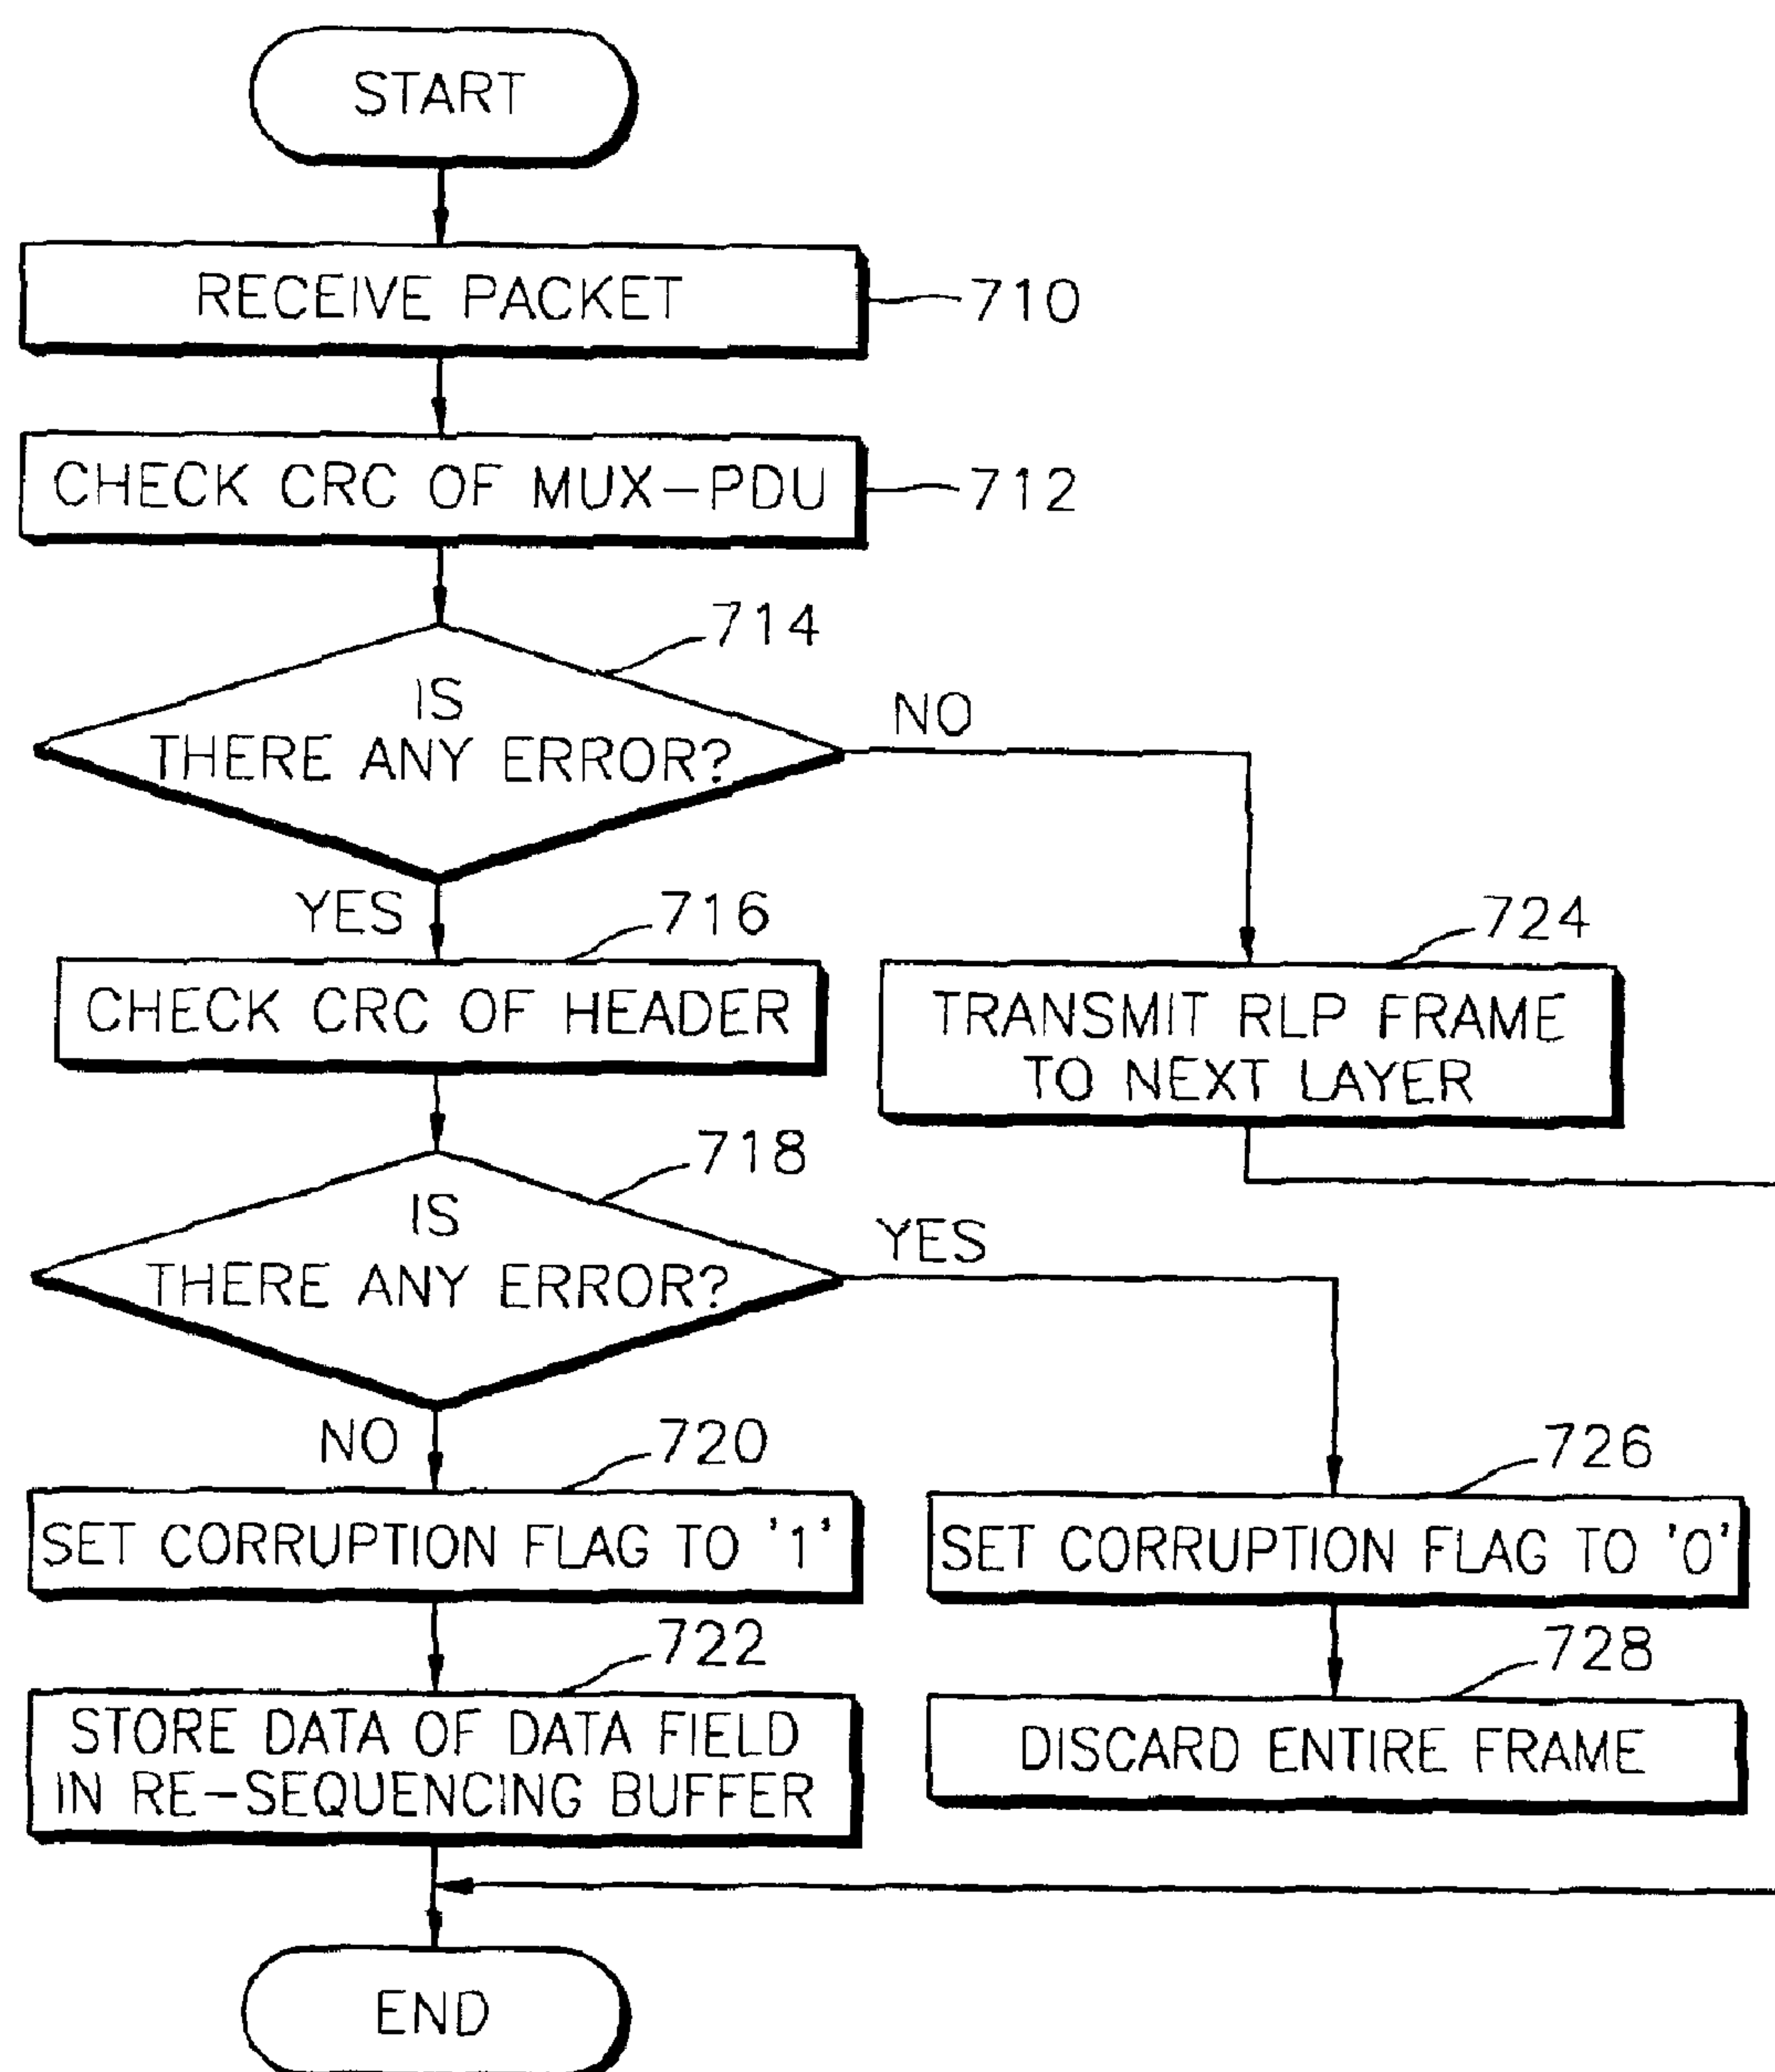 START
RECEIVE PACKET
710
CHECK CRC OF MUX-PDU
712
714
IS
THERE ANY ERROR?
NO
YES
716
CHECK CRC OF HEADER
724
TRANSMIT RLP FRAME
TO NEXT LAYER
718
IS
THERE ANY ERROR?
YES
NO
720
SET CORRUPTION FLAG TO '1'
726
SET CORRUPTION FLAG TO '0'
722
STORE DATA OF DATA FIELD
IN RE-SEQUENCING BUFFER
728
DISCARD ENTIRE FRAME
END